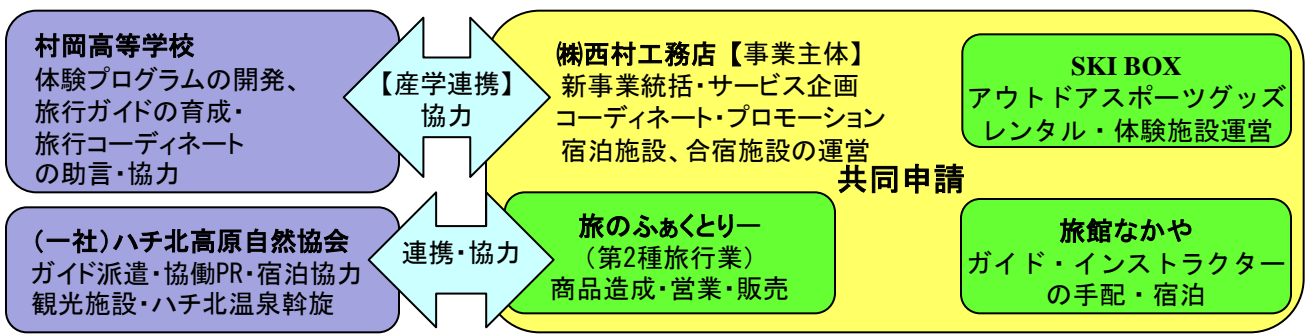 村岡高等学校
体験プログラムの開発、
旅行ガイドの育成・
旅行コーディネート
の助言・協力
【産学連携】
協力
㈱西村工務店【事業主体】
新事業統括・サービス企画
コーディネート・プロモーション
宿泊施設、合宿施設の運営
SKI BOX
アウトドアスポーツグッズ
レンタル・体験施設運営
共同申請
（一社）ハチ北高原自然協会
ガイド派遣・協働PR・宿泊協力
観光施設・ハチ北温泉斡旋
連携・協力
旅のふぁくとりー
（第2種旅行業）
商品造成・営業・販売
旅館なかや
ガイド・インストラクター
の手配・宿泊